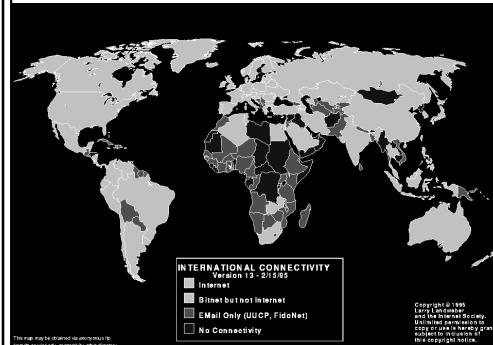 INTERNATIONAL CONNECTIVITY
Version 13 - 2/15/95
Internet
Bitnet but not Internet
EMail Only (UUCP, FidoNet)
No Connectivity
Copyright © 1995
Larry Landweber
and the Internet Society.
Unlimited permission to
copy or use is hereby gran
subject to inclusion of
this copyright notice.
This map may be obtained via anonymous ftp